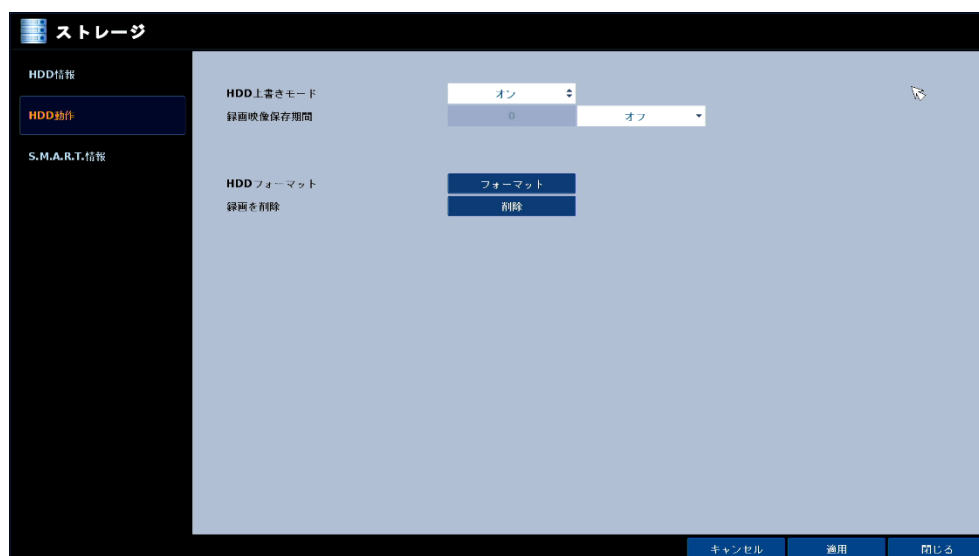 ストレージ
HDD情報
HDD動作
S.M.A.R.T.情報
HDD上書きモード オン
録画映像保存期間 0 オフ
HDDフォーマット フォーマット
録画を削除 削除
キャンセル 適用 閉じる